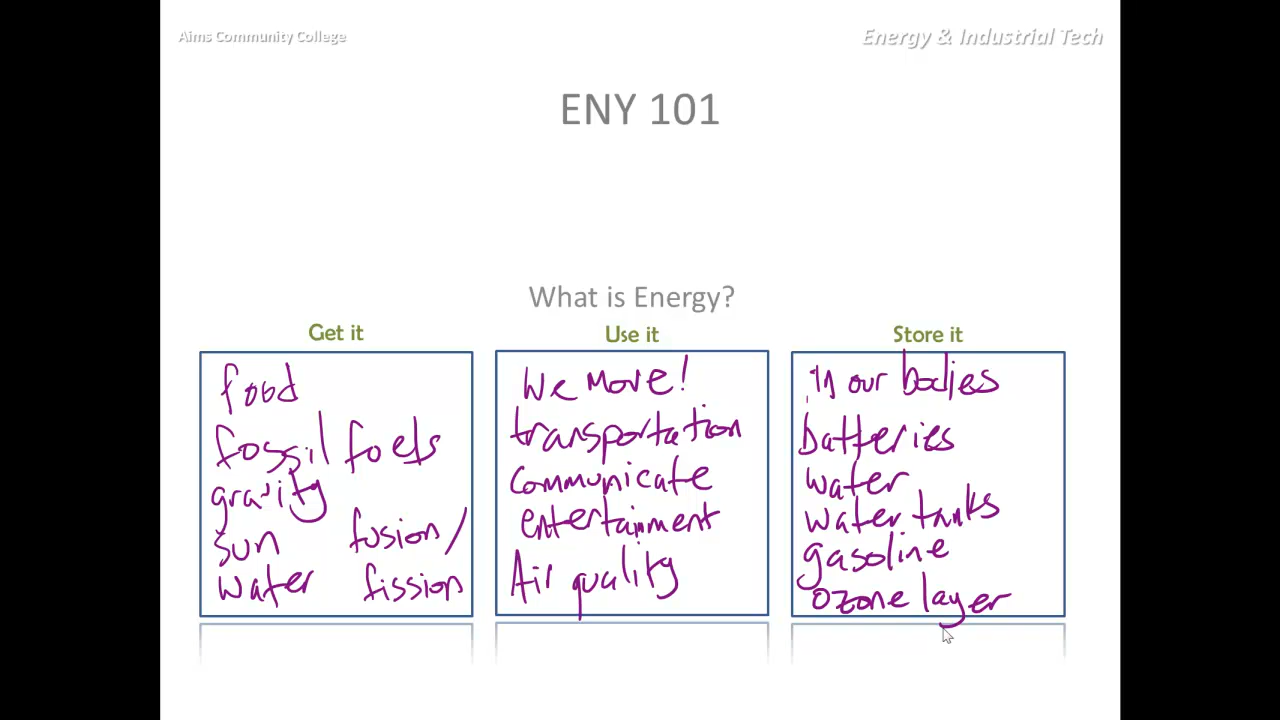 Aims Community College
Energy & Industrial Tech
ENY 101
What is Energy?
Get it
food
fossil foels
gravity
sun fusion/
water fission
Use it
We move!
transportation
communicate
entertainment
Air quality
Store it
in our bodies
batteries
water
water tanks
gasoline
ozone layer